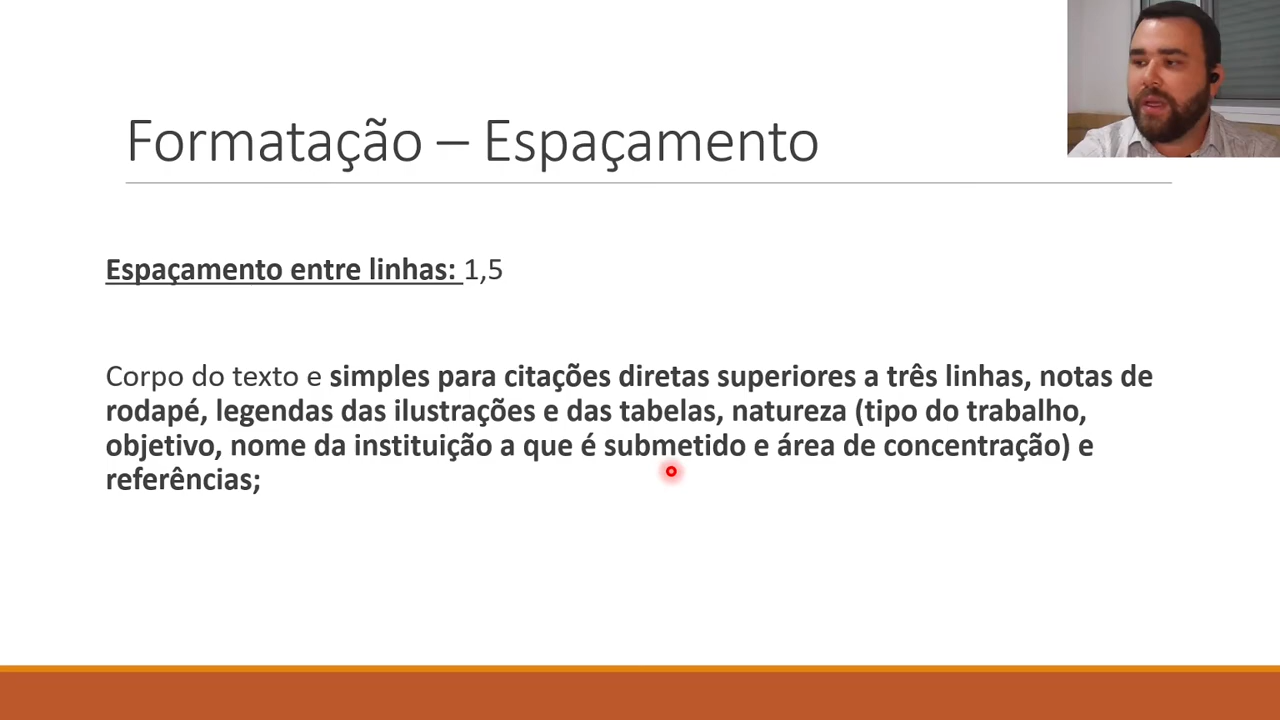 Formatação – Espaçamento
Espaçamento entre linhas: 1,5
Corpo do texto e simples para citações diretas superiores a três linhas, notas de
rodapé, legendas das ilustrações e das tabelas, natureza (tipo do trabalho,
objetivo, nome da instituição a que é submetido e área de concentração) e
referências;